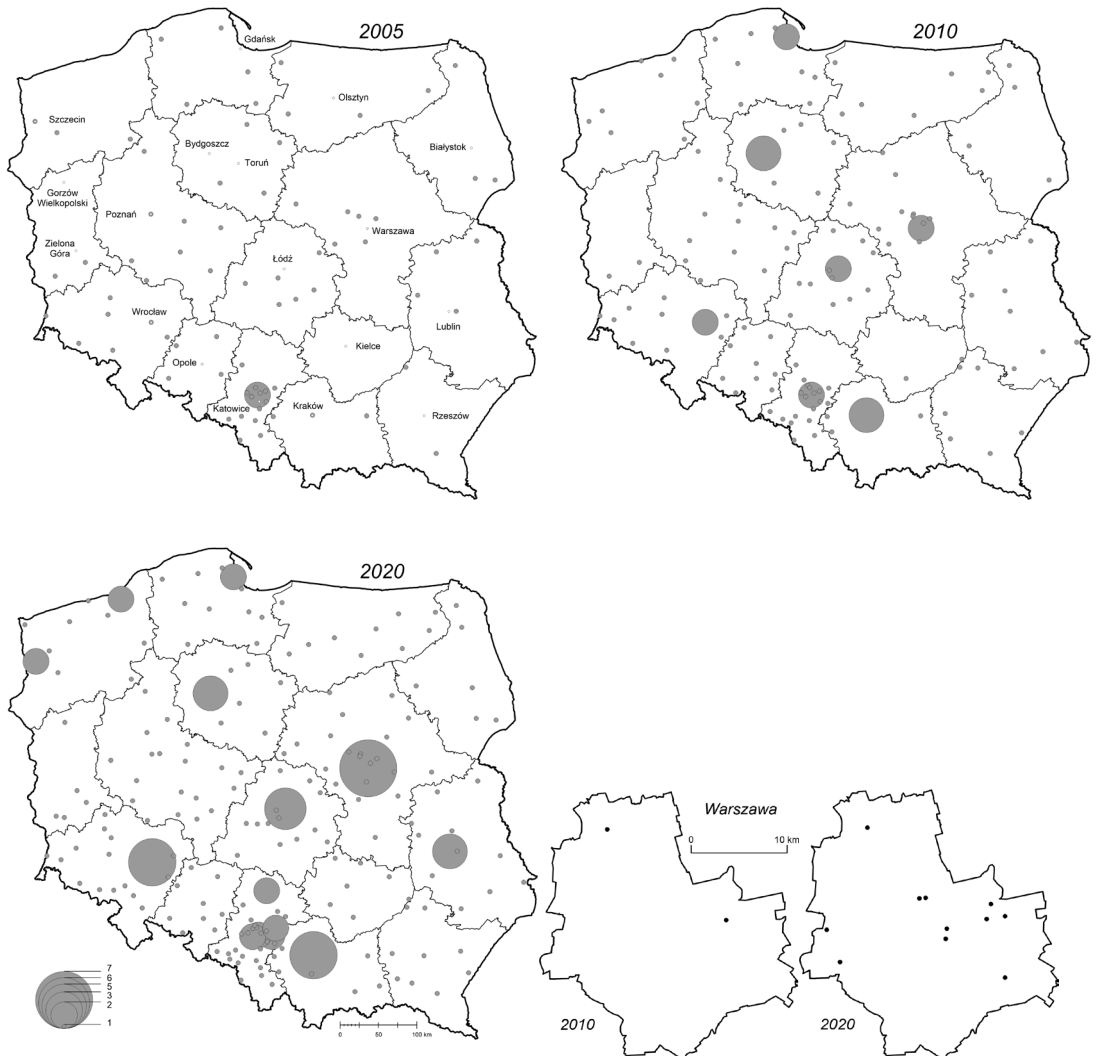 2005
Gdańsk
Olsztyn
Szczecin
Bydgoszcz
Toruń
Białystok
Gorzów
Wielkopolski
Poznań
Warszawa
Zielona
Góra
Łódź
Wrocław
Lublin
Opole
Kielce
Katowice
Kraków
Rzeszów
2010
2020
7
6
5
3
2
1
0 50 100 km
Warszawa
0 10 km
2010
2020